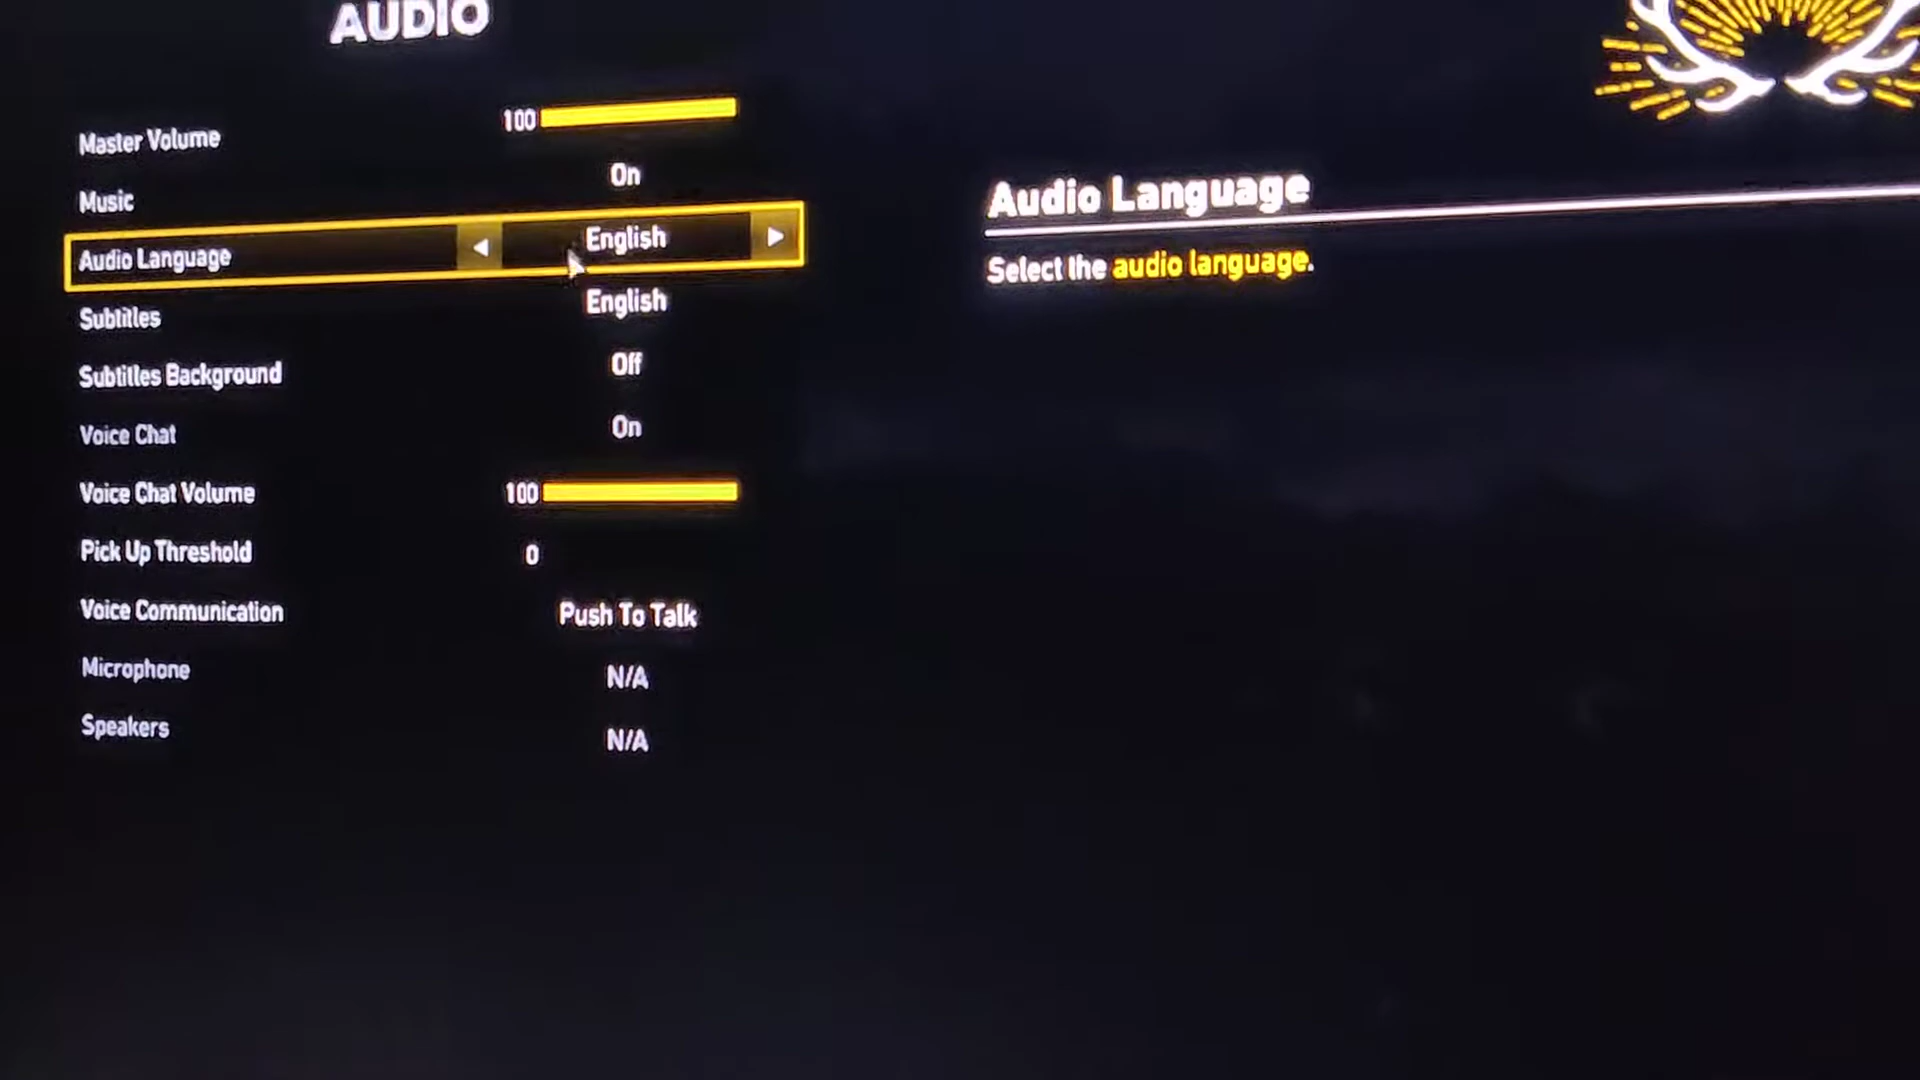 AUDIO
Master Volume 100
Music On
Audio Language English
Subtitles English
Subtitles Background Off
Voice Chat On
Voice Chat Volume 100
Pick Up Threshold 0
Voice Communication Push To Talk
Microphone N/A
Speakers N/A
Audio Language
Select the audio language.